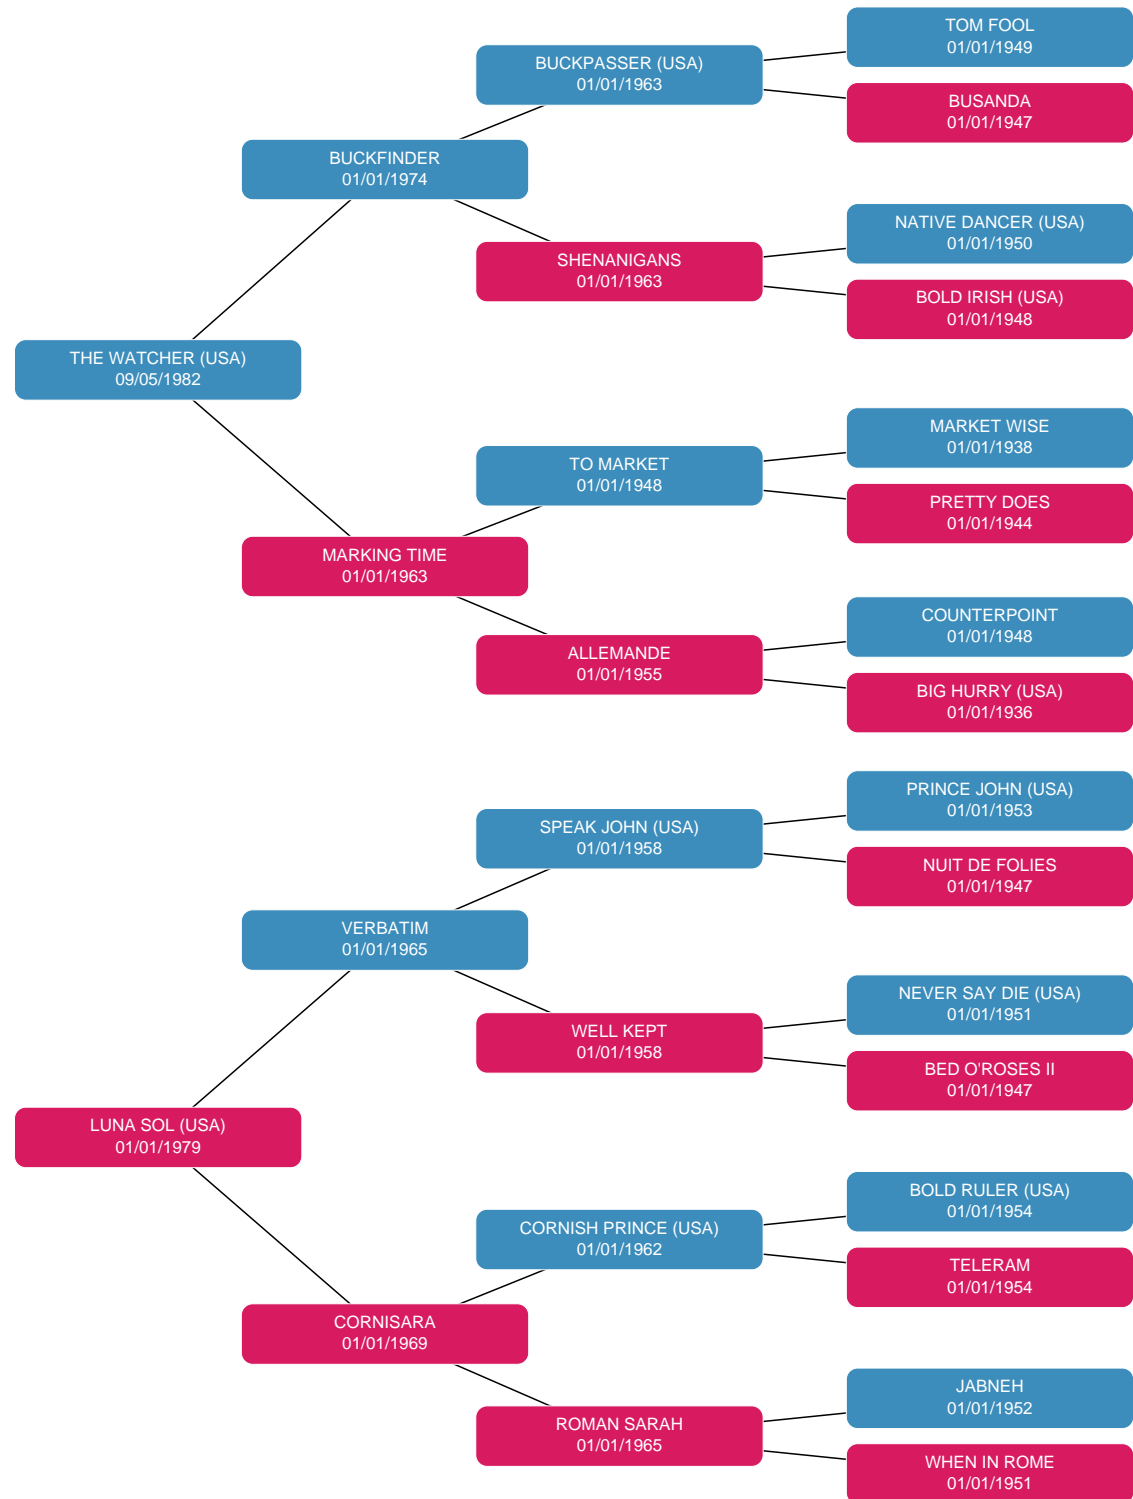 TOM FOOL
01/01/1949
BUCKPASSER (USA)
01/01/1963
BUSANDA
01/01/1947
BUCKFINDER
01/01/1974
NATIVE DANCER (USA)
01/01/1950
SHENANIGANS
01/01/1963
BOLD IRISH (USA)
01/01/1948
THE WATCHER (USA)
09/05/1982
MARKET WISE
01/01/1938
TO MARKET
01/01/1948
PRETTY DOES
01/01/1944
MARKING TIME
01/01/1963
COUNTERPOINT
01/01/1948
ALLEMANDE
01/01/1955
BIG HURRY (USA)
01/01/1936
PRINCE JOHN (USA)
01/01/1953
SPEAK JOHN (USA)
01/01/1958
NUIT DE FOLIES
01/01/1947
VERBATIM
01/01/1965
NEVER SAY DIE (USA)
01/01/1951
WELL KEPT
01/01/1958
BED O'ROSES II
01/01/1947
LUNA SOL (USA)
01/01/1979
BOLD RULER (USA)
01/01/1954
CORNISH PRINCE (USA)
01/01/1962
TELERAM
01/01/1954
CORNISARA
01/01/1969
JABNEH
01/01/1952
ROMAN SARAH
01/01/1965
WHEN IN ROME
01/01/1951